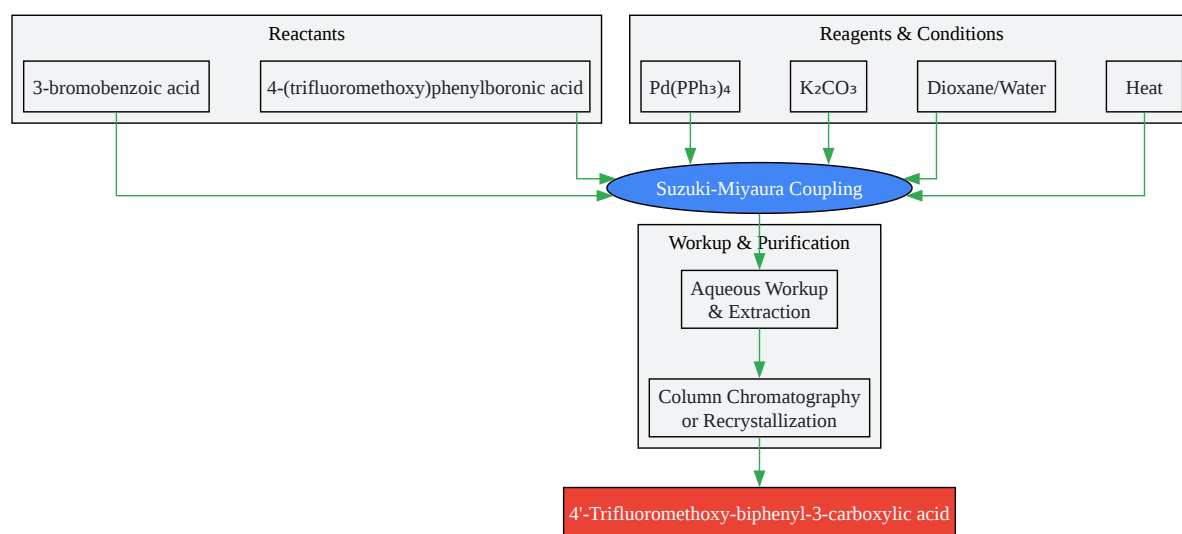 Reactants
3-bromobenzoic acid
4-(trifluoromethoxy)phenylboronic acid
Reagents & Conditions
Pd(PPh₃)₄
K₂CO₃
Dioxane/Water
Heat
Suzuki-Miyaura Coupling
Workup & Purification
Aqueous Workup
& Extraction
Column Chromatography
or Recrystallization
4'-Trifluoromethoxy-biphenyl-3-carboxylic acid